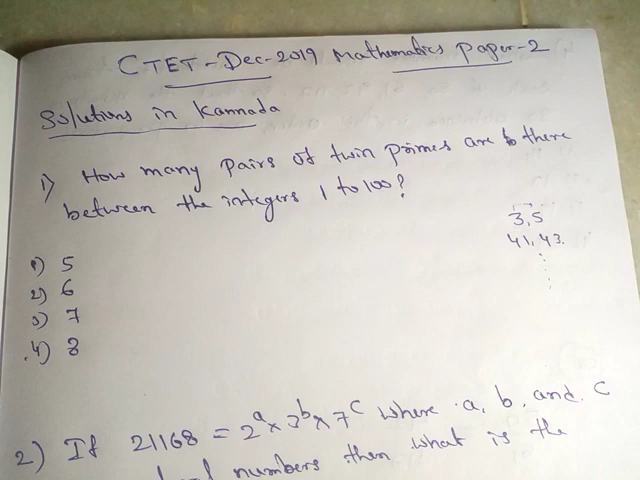 CTET-Dec-2019 Mathematics Paper-2
Solutions in Kannada
1) How many pairs of twin primes are there
between the integers 1 to 100?
3,5
41,43.
1) 5
2) 6
3) 7
4) 8
2) If 21168 = 2^a x 3^b x 7^c where a, b, and c
numbers then what is the